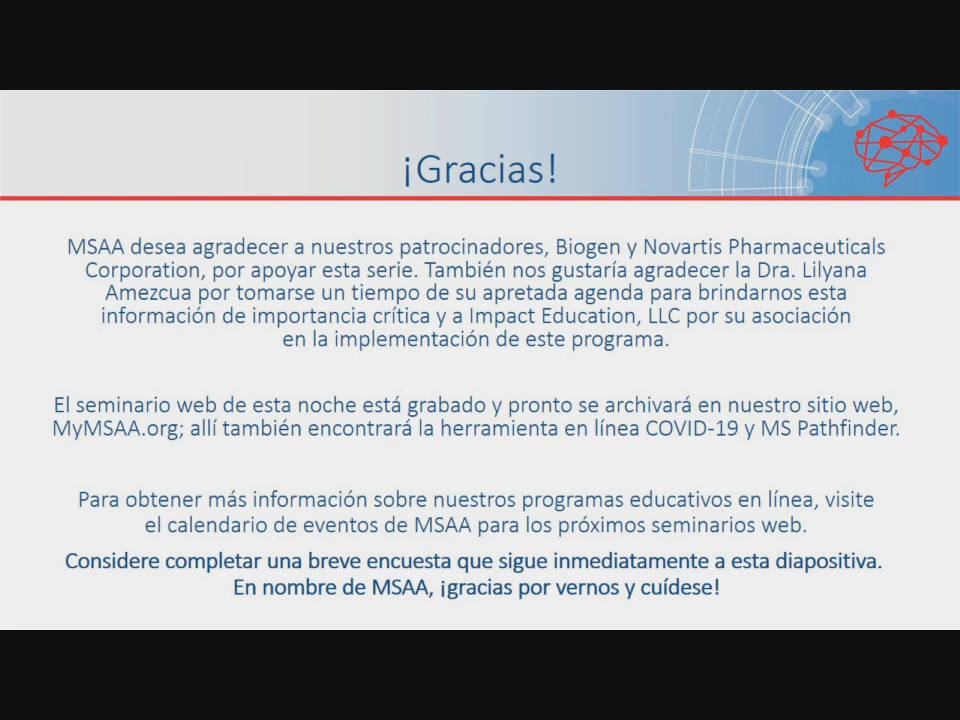 ¡Gracias!
MSAA desea agradecer a nuestros patrocinadores, Biogen y Novartis Pharmaceuticals
Corporation, por apoyar esta serie. También nos gustaría agradecer la Dra. Lilyana
Amezcua por tomarse un tiempo de su apretada agenda para brindarnos esta
información de importancia crítica y a Impact Education, LLC por su asociación
en la implementación de este programa.
El seminario web de esta noche está grabado y pronto se archivará en nuestro sitio web,
MyMSAA.org; allí también encontrará la herramienta en línea COVID-19 y MS Pathfinder.
Para obtener más información sobre nuestros programas educativos en línea, visite
el calendario de eventos de MSAA para los próximos seminarios web.
Considere completar una breve encuesta que sigue inmediatamente a esta diapositiva.
En nombre de MSAA, ¡gracias por vernos y cuídese!